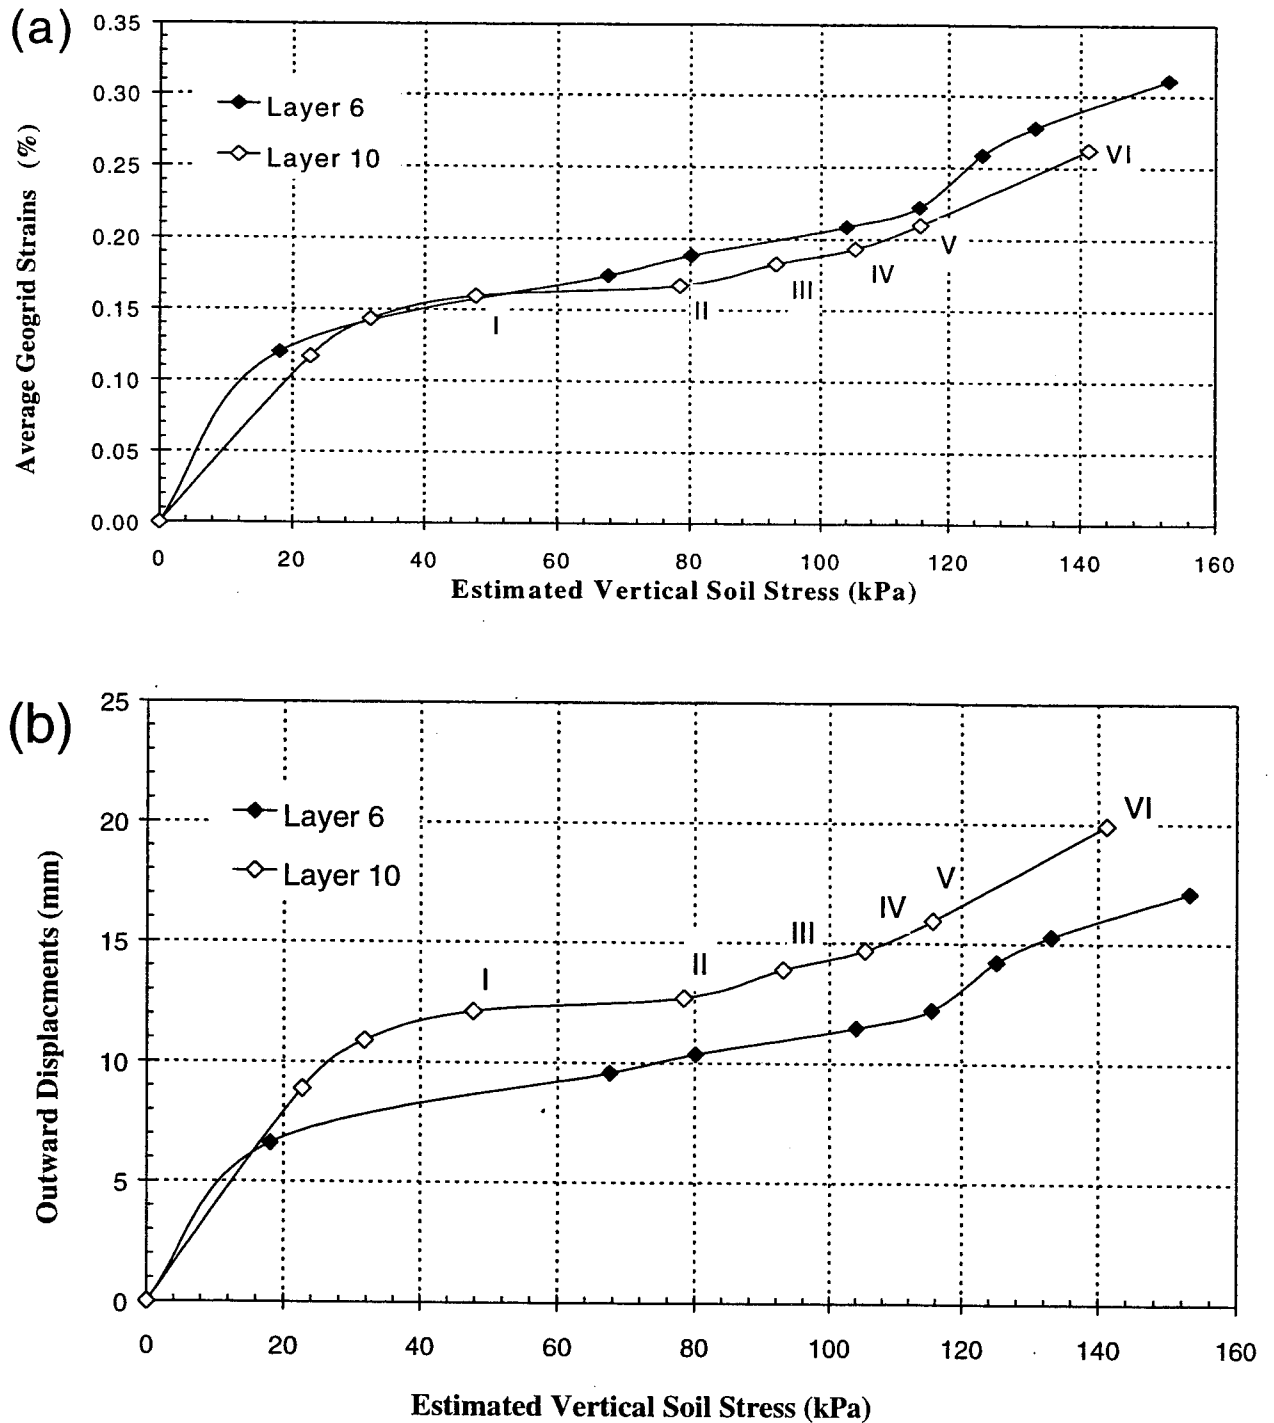 (a)
0.35
0.30
0.25
0.20
0.15
0.10
0.05
0.00
Average Geogrid Strains (%)
Layer 6
Layer 10
I
II
III
IV
V
VI
0 20 40 60 80 100 120 140 160
Estimated Vertical Soil Stress (kPa)
(b)
25
20
15
10
5
0
Outward Displacments (mm)
Layer 6
Layer 10
I
II
III
IV
V
VI
0 20 40 60 80 100 120 140 160
Estimated Vertical Soil Stress (kPa)